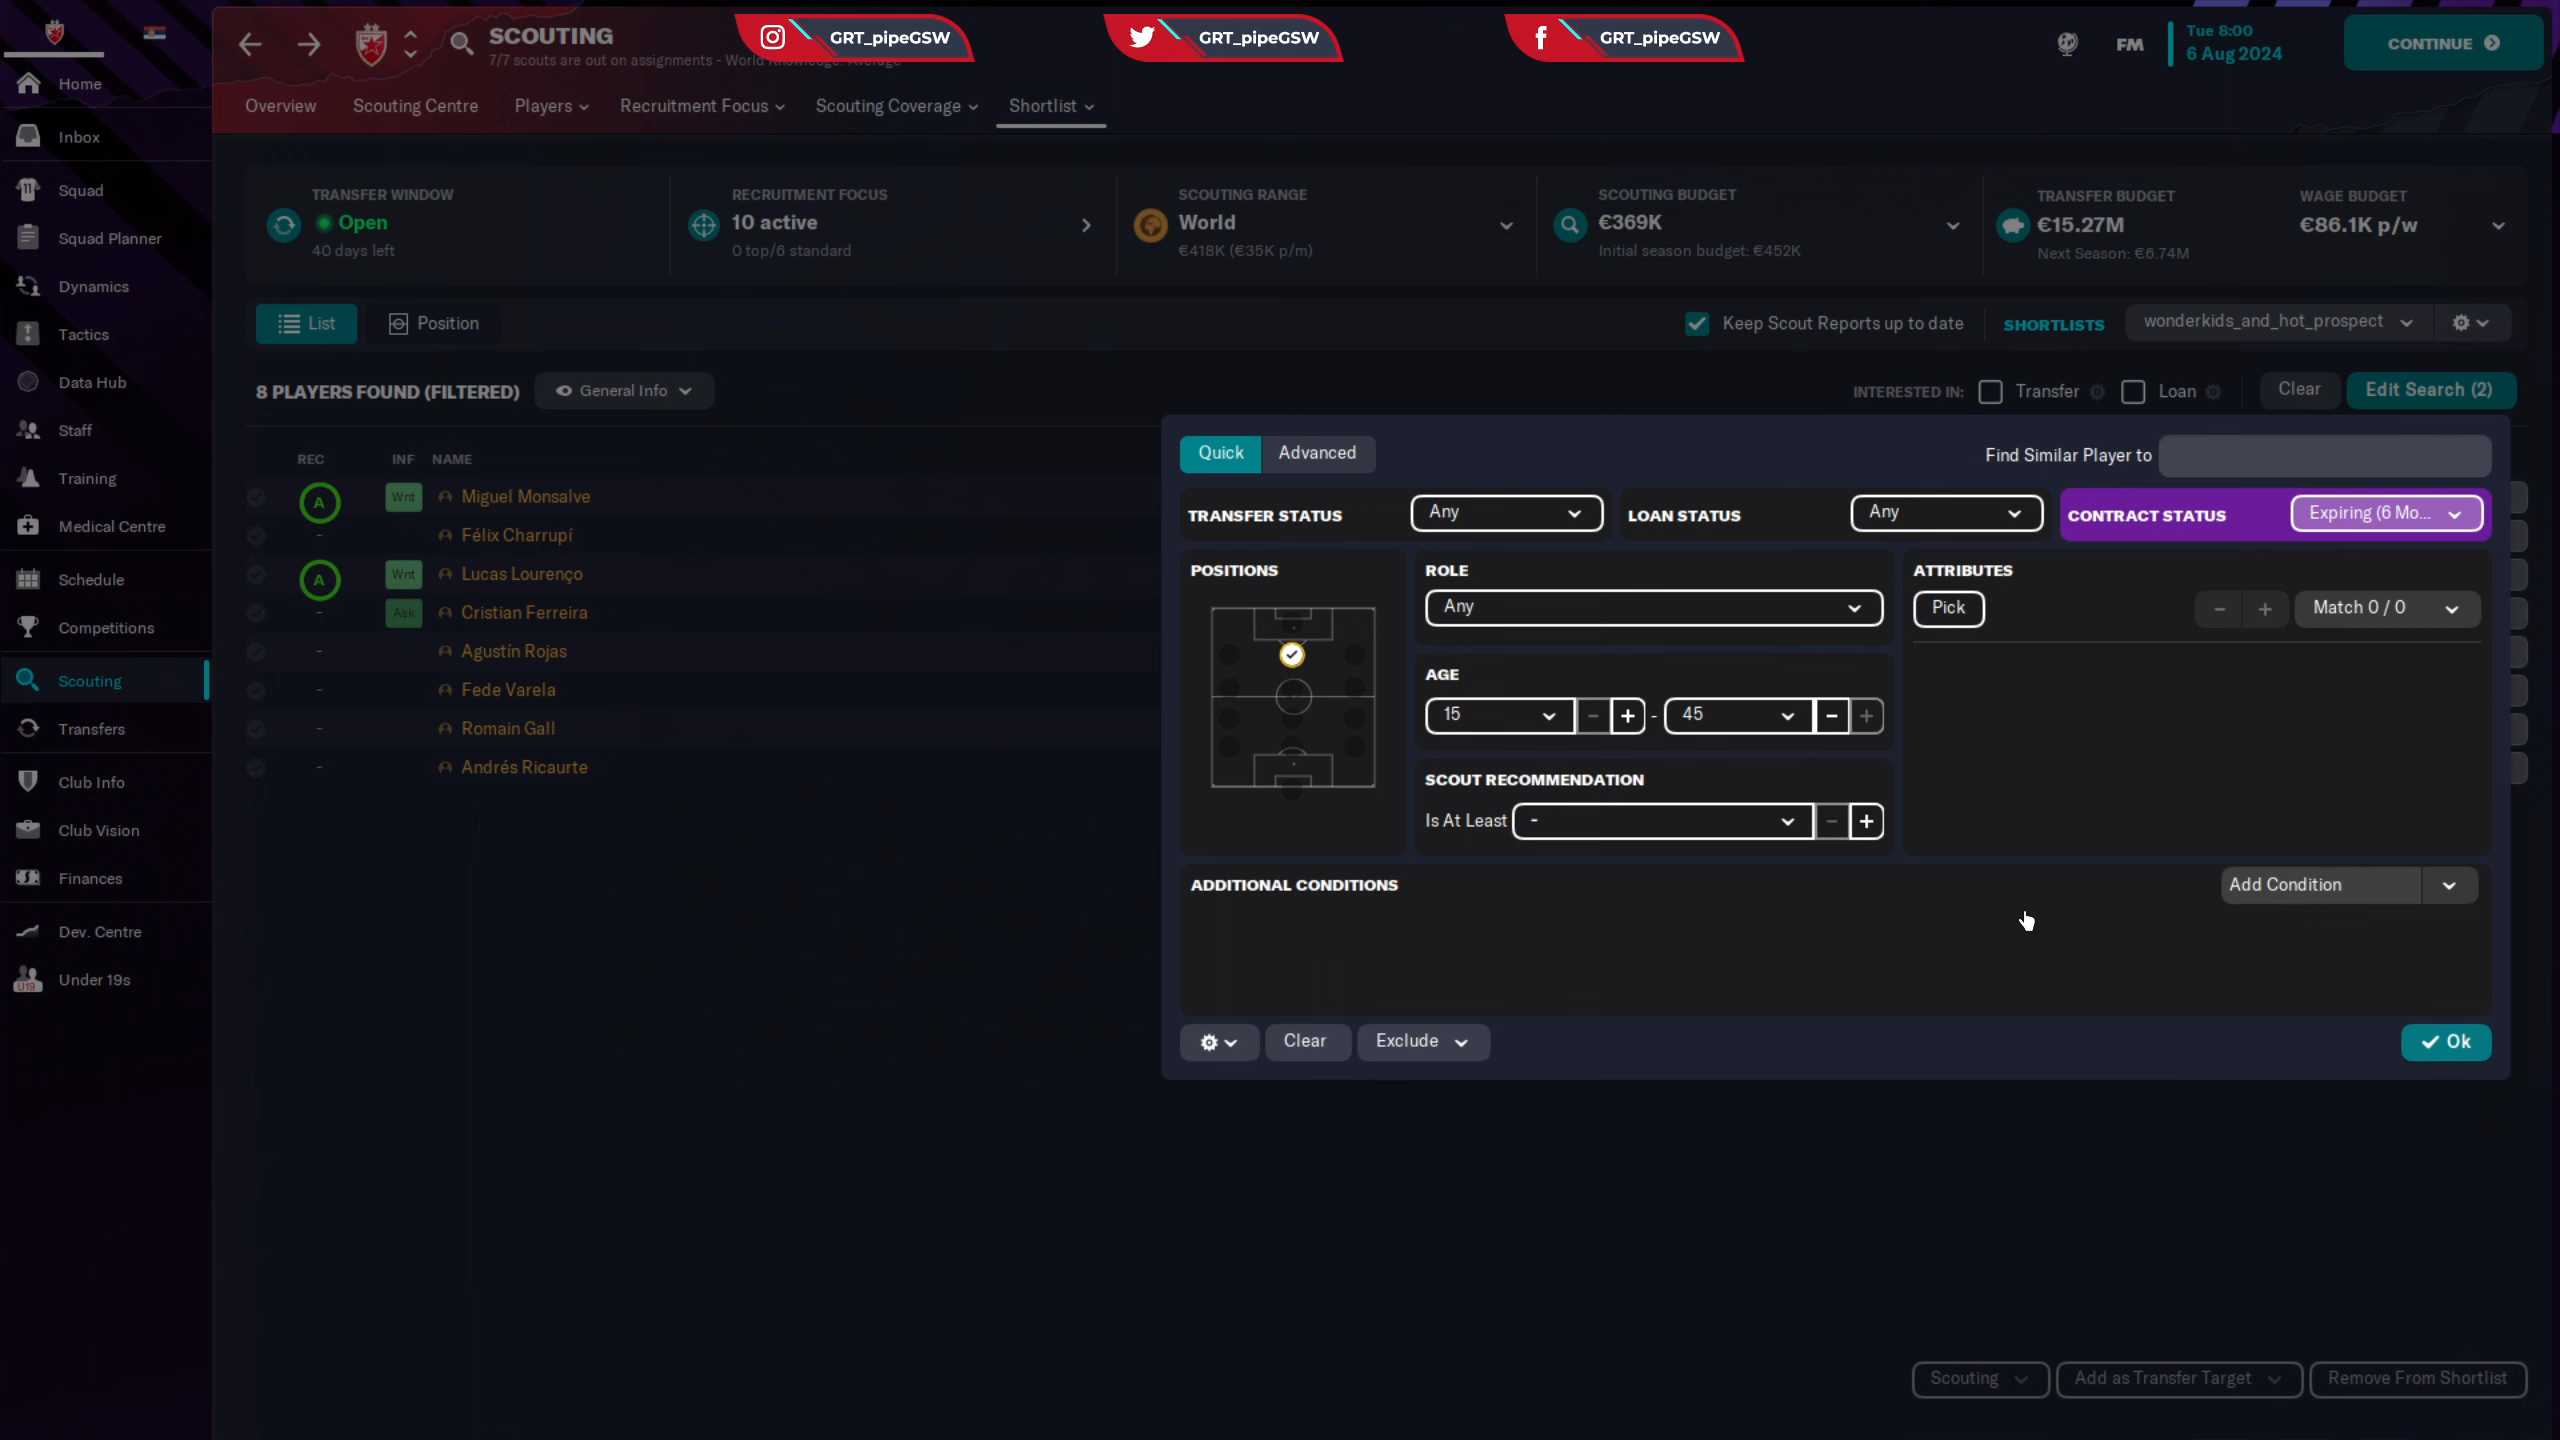 SCOUTING
7/7 scouts are out on assignments - World Knowledge: Average
GRT_pipeGSW
GRT_pipeGSW
GRT_pipeGSW
FM
Tue 8:00
6 Aug 2024
CONTINUE
Overview
Scouting Centre
Players
Recruitment Focus
Scouting Coverage
Shortlist
Home
Inbox
Squad
Squad Planner
Dynamics
Tactics
Data Hub
Staff
Training
Medical Centre
Schedule
Competitions
Scouting
Transfers
Club Info
Club Vision
Finances
Dev. Centre
U19
Under 19s
TRANSFER WINDOW
Open
40 days left
RECRUITMENT FOCUS
10 active
0 top/6 standard
SCOUTING RANGE
World
€418K (€35K p/m)
SCOUTING BUDGET
€369K
Initial season budget: €452K
TRANSFER BUDGET
€15.27M
Next Season: €6.74M
WAGE BUDGET
€86.1K p/w
List
Position
Keep Scout Reports up to date
SHORTLISTS
wonderkids_and_hot_prospect
8 PLAYERS FOUND (FILTERED)
General Info
INTERESTED IN:
Transfer
Loan
Clear
Edit Search (2)
REC INF NAME
A Wnt Miguel Monsalve
- Félix Charrupí
A Wnt Lucas Lourenço
- Ask Cristian Ferreira
- Agustín Rojas
- Fede Varela
- Romain Gall
- Andrés Ricaurte
Quick
Advanced
Find Similar Player to
TRANSFER STATUS
Any
LOAN STATUS
Any
CONTRACT STATUS
Expiring (6 Mo...
POSITIONS
ROLE
Any
AGE
15 - + - 45 - +
SCOUT RECOMMENDATION
Is At Least - - +
ATTRIBUTES
Pick
- + Match 0 / 0
ADDITIONAL CONDITIONS
Add Condition
Clear
Exclude
Ok
Scouting
Add as Transfer Target
Remove From Shortlist